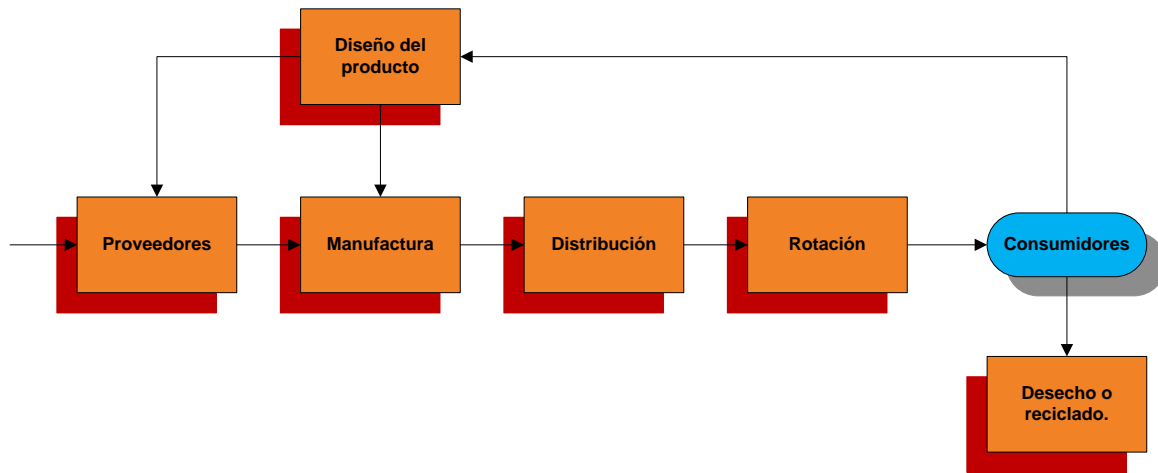 Diseño del
producto
Proveedores
Manufactura
Distribución
Rotación
Consumidores
Desecho o
reciclado.